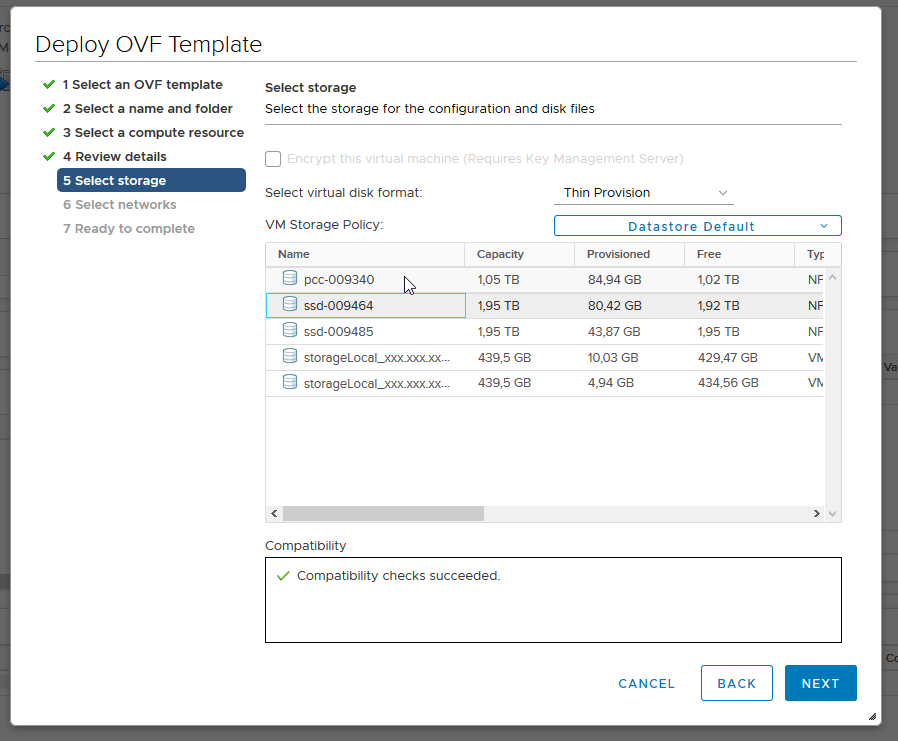 Deploy OVF Template
1 Select an OVF template
2 Select a name and folder
3 Select a compute resource
4 Review details
5 Select storage
6 Select networks
7 Ready to complete
Select storage
Select the storage for the configuration and disk files
Encrypt this virtual machine (Requires Key Management Server)
Select virtual disk format: Thin Provision
VM Storage Policy: Datastore Default
Name Capacity Provisioned Free Typ
pcc-009340 1,05 TB 84,94 GB 1,02 TB NF
ssd-009464 1,95 TB 80,42 GB 1,92 TB NF
ssd-009485 1,95 TB 43,87 GB 1,95 TB NF
storageLocal_xxx.xxx.xx... 439,5 GB 10,03 GB 429,47 GB VM
storageLocal_xxx.xxx.xx... 439,5 GB 4,94 GB 434,56 GB VM
Compatibility
Compatibility checks succeeded.
CANCEL BACK NEXT